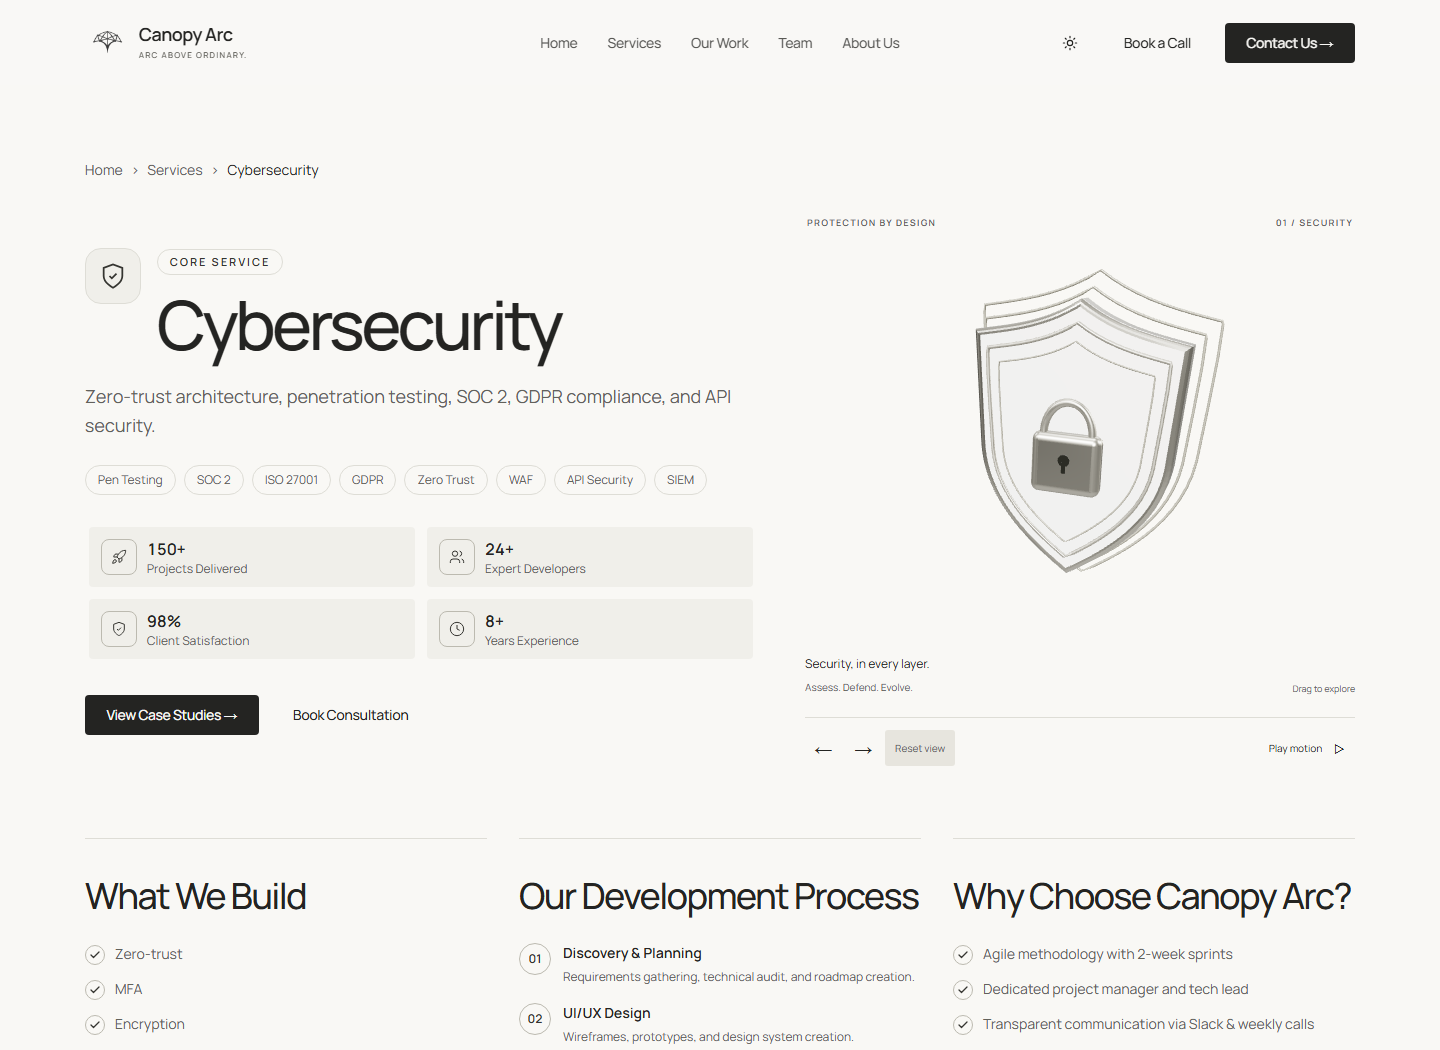 Canopy Arc
ARC ABOVE ORDINARY.
Home
Services
Our Work
Team
About Us
Book a Call
Contact Us →
Home > Services > Cybersecurity
CORE SERVICE
Cybersecurity
Zero-trust architecture, penetration testing, SOC 2, GDPR compliance, and API
security.
Pen Testing
SOC 2
ISO 27001
GDPR
Zero Trust
WAF
API Security
SIEM
150+
Projects Delivered
24+
Expert Developers
98%
Client Satisfaction
8+
Years Experience
View Case Studies →
Book Consultation
PROTECTION BY DESIGN
01 / SECURITY
Security, in every layer.
Assess. Defend. Evolve.
Drag to explore
← →
Reset view
Play motion
What We Build
Zero-trust
MFA
Encryption
Our Development Process
01
Discovery & Planning
Requirements gathering, technical audit, and roadmap creation.
02
UI/UX Design
Wireframes, prototypes, and design system creation.
Why Choose Canopy Arc?
Agile methodology with 2-week sprints
Dedicated project manager and tech lead
Transparent communication via Slack & weekly calls